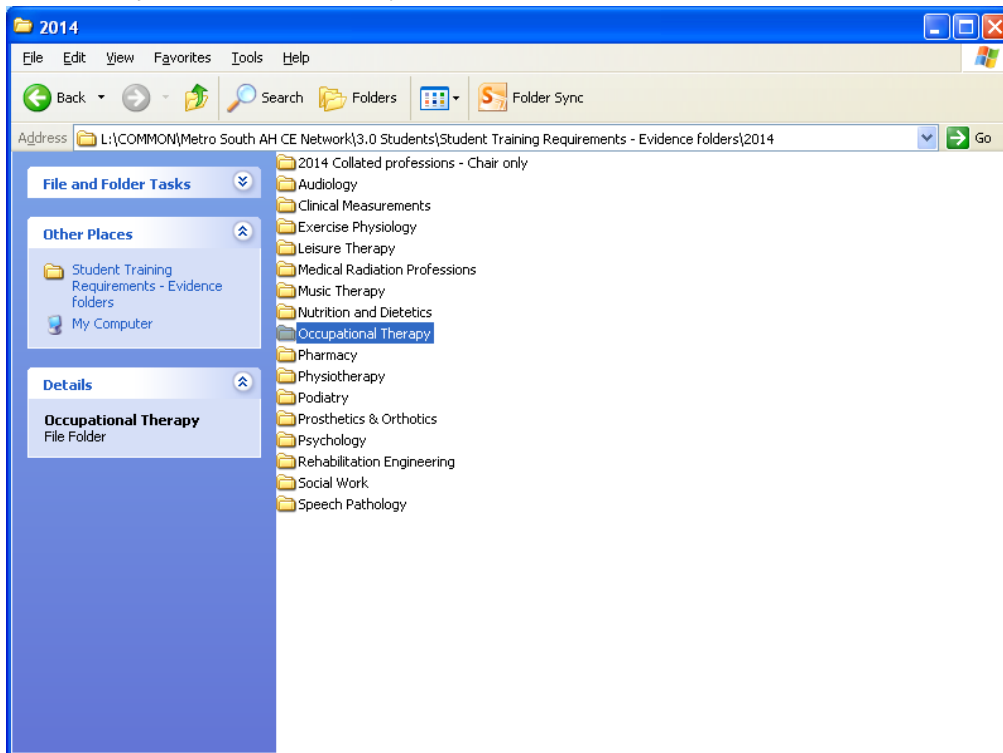 2014
File Edit View Favorites Tools Help
Back Search Folders Folder Sync
Address L:\COMMON\Metro South AH CE Network\3.0 Students\Student Training Requirements - Evidence folders\2014 Go
File and Folder Tasks
Other Places
Student Training
Requirements - Evidence
folders
My Computer
Details
Occupational Therapy
File Folder
2014 Collated professions - Chair only
Audiology
Clinical Measurements
Exercise Physiology
Leisure Therapy
Medical Radiation Professions
Music Therapy
Nutrition and Dietetics
Occupational Therapy
Pharmacy
Physiotherapy
Podiatry
Prosthetics & Orthotics
Psychology
Rehabilitation Engineering
Social Work
Speech Pathology